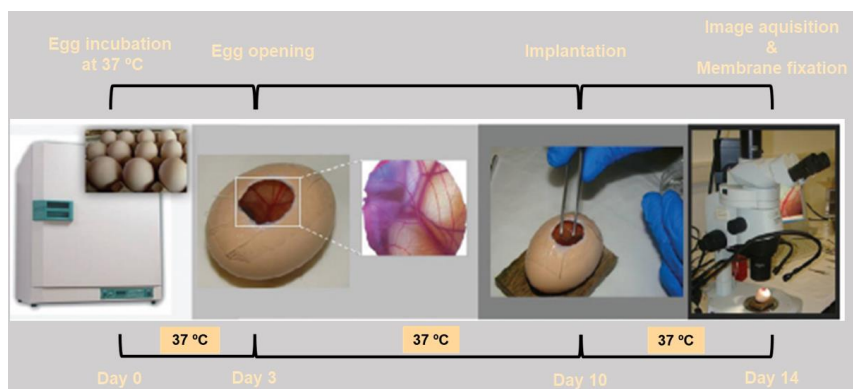 Egg incubation
at 37 ºC
Egg opening
Implantation
Image aquisition
&
Membrane fixation
37 ºC
37 ºC
37 ºC
Day 0
Day 3
Day 10
Day 14